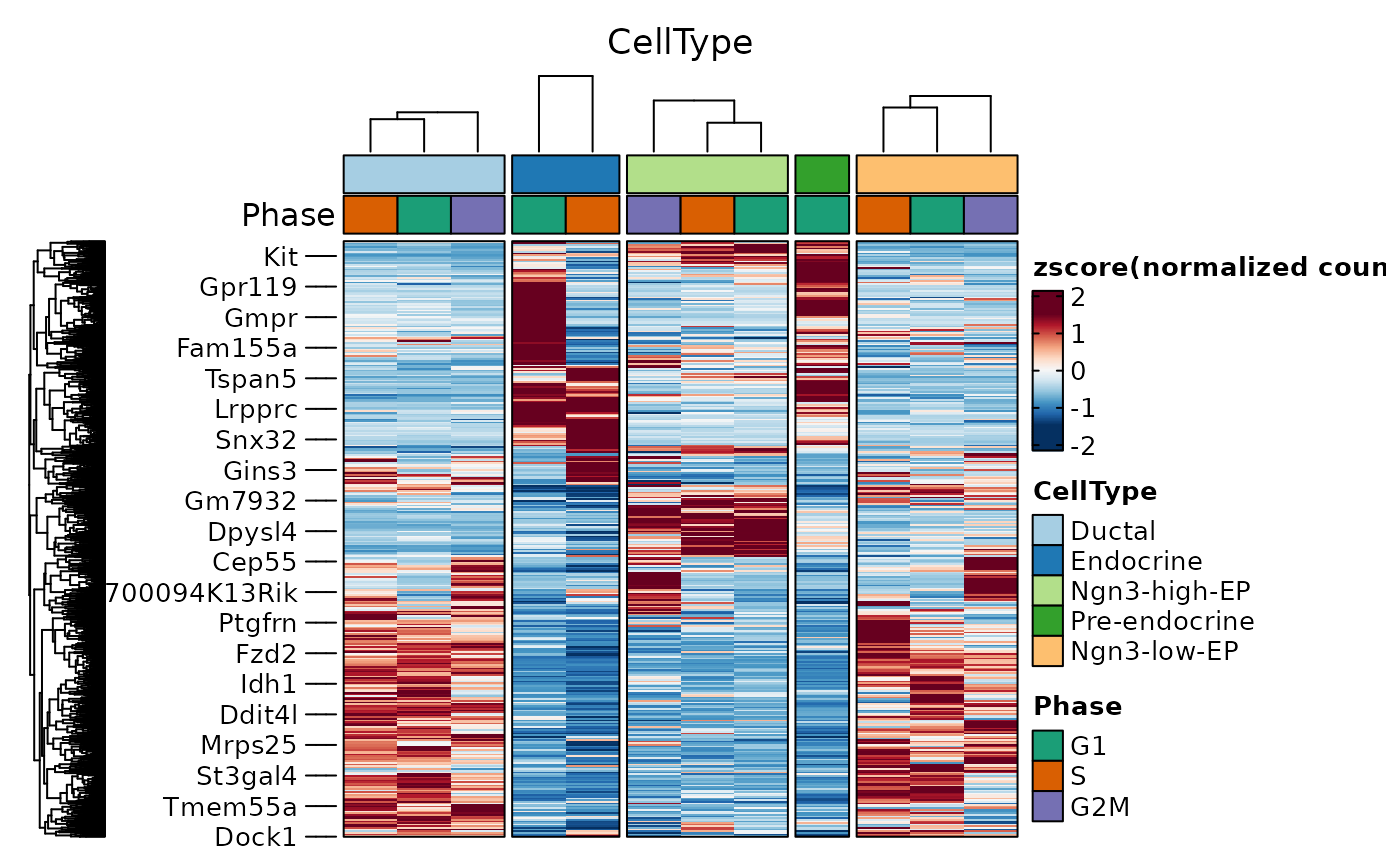 CellType
Phase
Kit
Gpr119
Gmpr
Fam155a
Tspan5
Lrpprc
Snx32
Gins3
Gm7932
Dpysl4
Cep55
700094K13Rik
Ptgfrn
Fzd2
Idh1
Ddit4l
Mrps25
St3gal4
Tmem55a
Dock1
zscore(normalized coun
2
1
0
-1
-2
CellType
Ductal
Endocrine
Ngn3-high-EP
Pre-endocrine
Ngn3-low-EP
Phase
G1
S
G2M